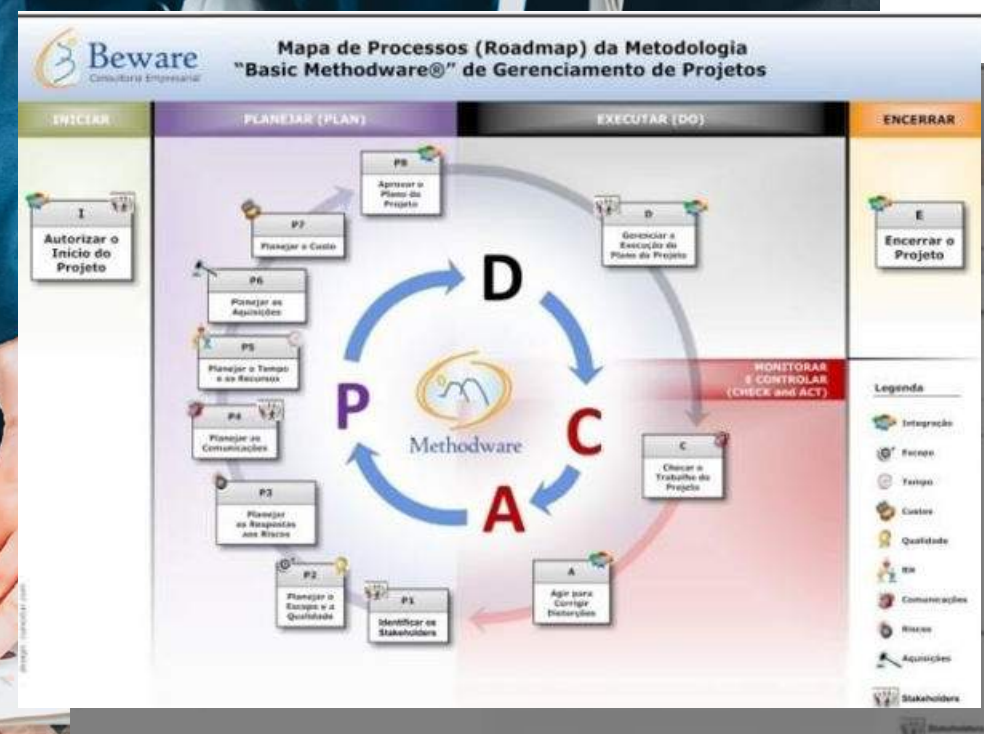 Beware
Consultoria Empresarial
Mapa de Processos (Roadmap) da Metodologia
"Basic Methodware®" de Gerenciamento de Projetos
INICIAR
PLANEJAR (PLAN)
EXECUTAR (DO)
ENCERRAR
I
Autorizar o
Início do
Projeto
P8
Aprovar o
Plano do
Projeto
P7
Planejar o Custo
P6
Planejar as
Aquisições
P5
Planejar o Tempo
e os Recursos
P4
Planejar as
Comunicações
P3
Planejar
as Respostas
aos Riscos
P2
Planejar o
Escopo e a
Qualidade
P1
Identificar os
Stakeholders
D
Gerenciar a
Execução do
Plano do Projeto
E
Encerrar o
Projeto
P
D
C
A
Methodware
MONITORAR
E CONTROLAR
(CHECK and ACT)
C
Checar o
Trabalho do
Projeto
A
Agir para
Corrigir
Distorções
Legenda
Integração
Escopo
Tempo
Custos
Qualidade
RH
Comunicações
Riscos
Aquisições
Stakeholders
Stakeholders